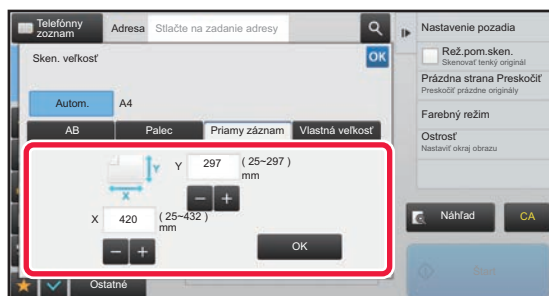 Telefónny zoznam
Adresa
Stlačte na zadanie adresy
Sken. veľkosť
OK
Autom.
A4
AB
Palec
Priamy záznam
Vlastná veľkosť
Y
X
Y
297
( 25~297 )
mm
X
420
( 25~432 )
mm
OK
Ostatné
Nastavenie pozadia
Rež.pom.sken.
Skenovať tenký originál
Prázdna strana Preskočiť
Preskočiť prázdne originály
Farebný režim
Ostrosť
Nastaviť okraj obrazu
Náhľad
CA
Štart